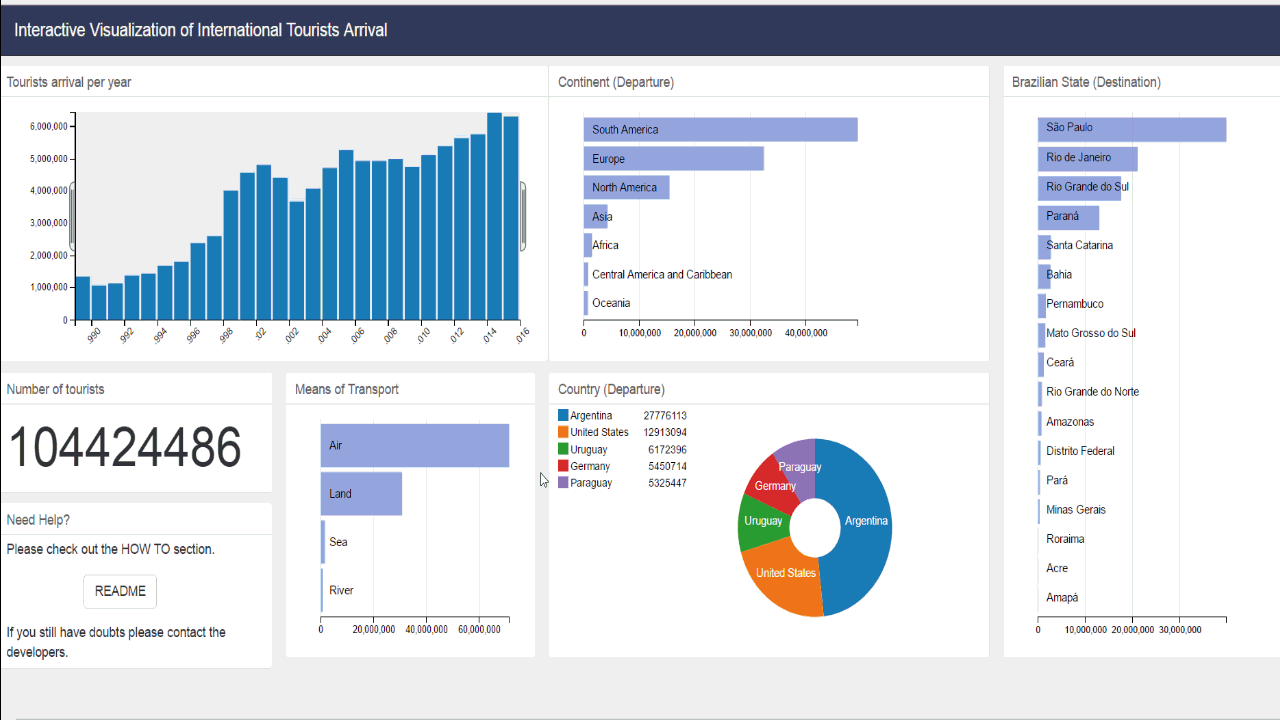 Interactive Visualization of International Tourists Arrival
Tourists arrival per year
6,000,000
5,000,000
4,000,000
3,000,000
2,000,000
1,000,000
0
990
992
994
996
998
:02
002
004
006
008
010
012
014
016
Continent (Departure)
South America
Europe
North America
Asia
Africa
Central America and Caribbean
Oceania
0 10,000,000 20,000,000 30,000,000 40,000,000
Brazilian State (Destination)
São Paulo
Rio de Janeiro
Rio Grande do Sul
Paraná
Santa Catarina
Bahia
Pernambuco
Mato Grosso do Sul
Ceará
Rio Grande do Norte
Amazonas
Distrito Federal
Pará
Minas Gerais
Roraima
Acre
Amapá
0 10,000,000 20,000,000 30,000,000
Number of tourists
104424486
Need Help?
Please check out the HOW TO section.
README
If you still have doubts please contact the
developers.
Means of Transport
Air
Land
Sea
River
0 20,000,000 40,000,000 60,000,000
Country (Departure)
Argentina 27776113
United States 12913094
Uruguay 6172396
Germany 5450714
Paraguay 5325447
Paraguay
Germany
Uruguay
Argentina
United States